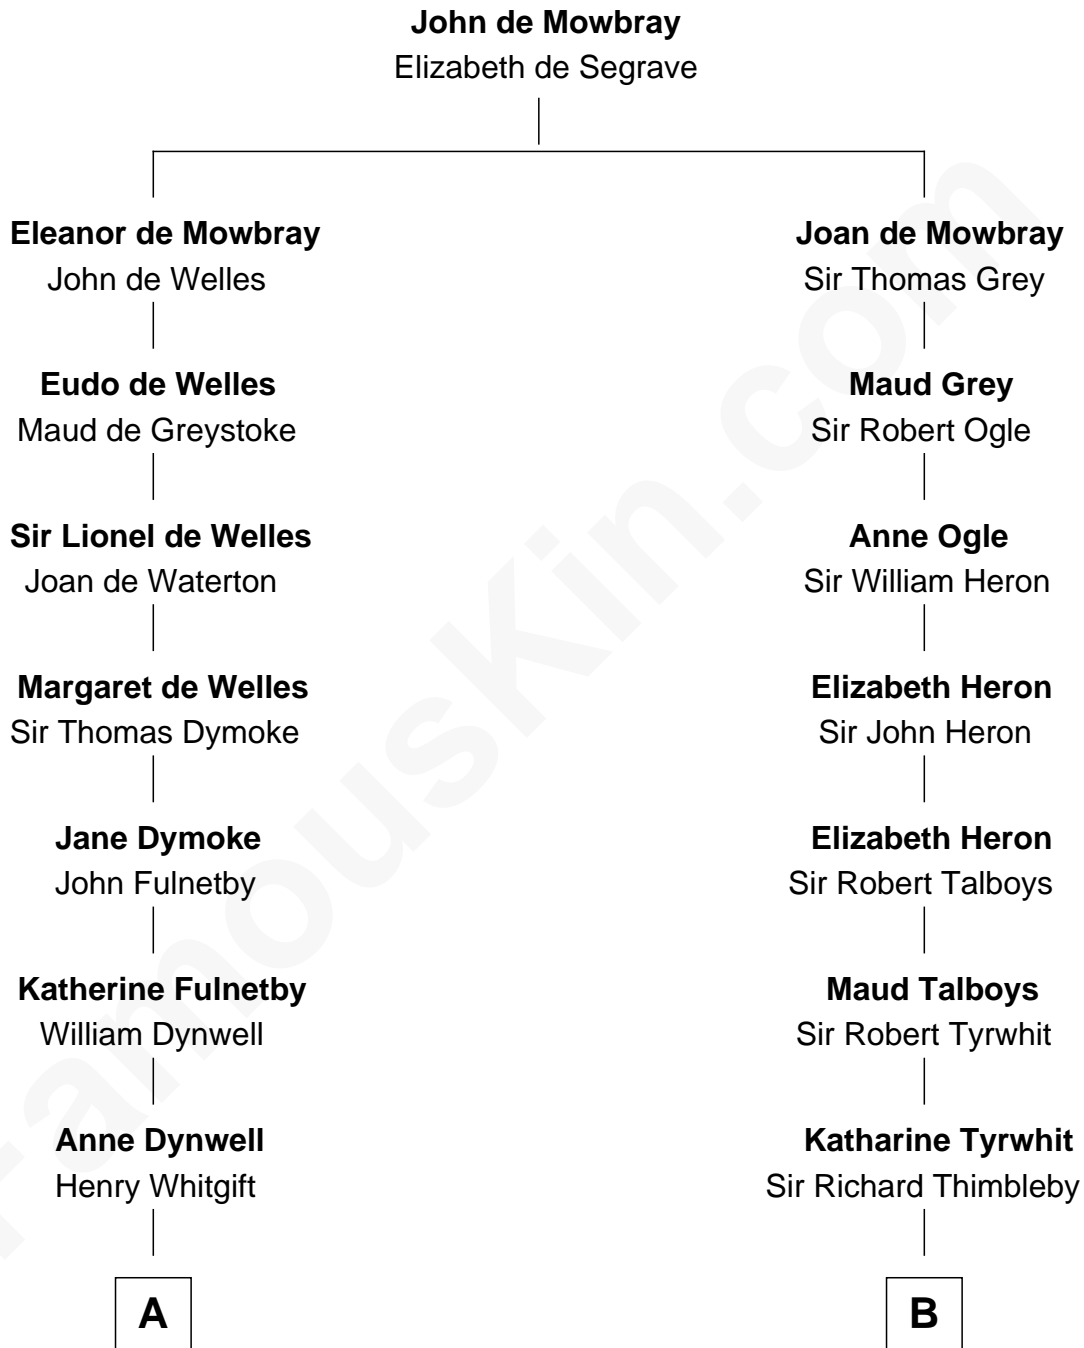 John de Mowbray
Elizabeth de Segrave
Eleanor de Mowbray
John de Welles
Joan de Mowbray
Sir Thomas Grey
Eudo de Welles
Maud de Greystoke
Maud Grey
Sir Robert Ogle
Sir Lionel de Welles
Joan de Waterton
Anne Ogle
Sir William Heron
Margaret de Welles
Sir Thomas Dymoke
Elizabeth Heron
Sir John Heron
Jane Dymoke
John Fulnetby
Elizabeth Heron
Sir Robert Talboys
Katherine Fulnetby
William Dynwell
Maud Talboys
Sir Robert Tyrwhit
Anne Dynwell
Henry Whitgift
Katharine Tyrwhit
Sir Richard Thimbleby
A
B
FamousKin.com